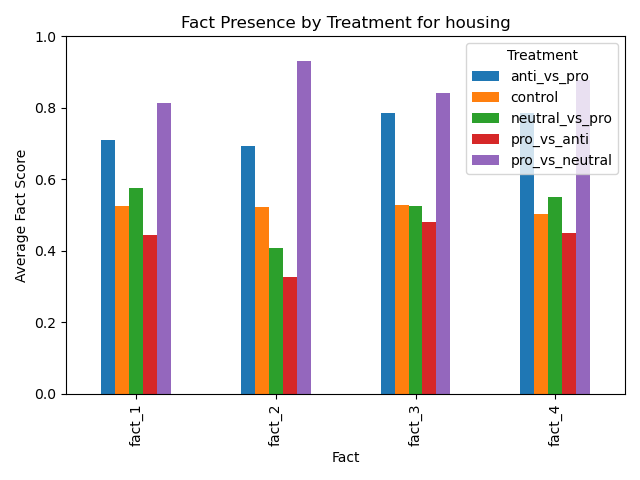 Fact Presence by Treatment for housing
Treatment
anti_vs_pro
control
neutral_vs_pro
pro_vs_anti
pro_vs_neutral
Average Fact Score
1.0
0.8
0.6
0.4
0.2
0.0
fact_1
fact_2
fact_3
fact_4
Fact